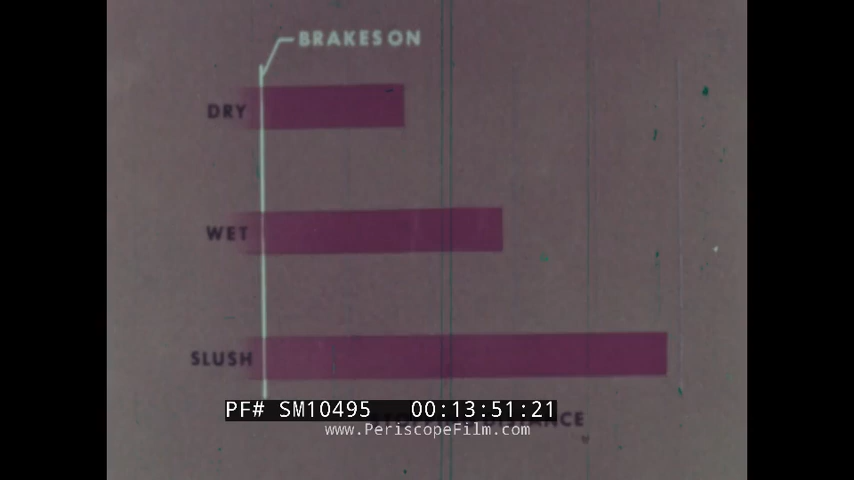 BRAKES ON
DRY
WET
SLUSH
PF# SM10495 00:13:51:21
www.PeriscopeFilm.com